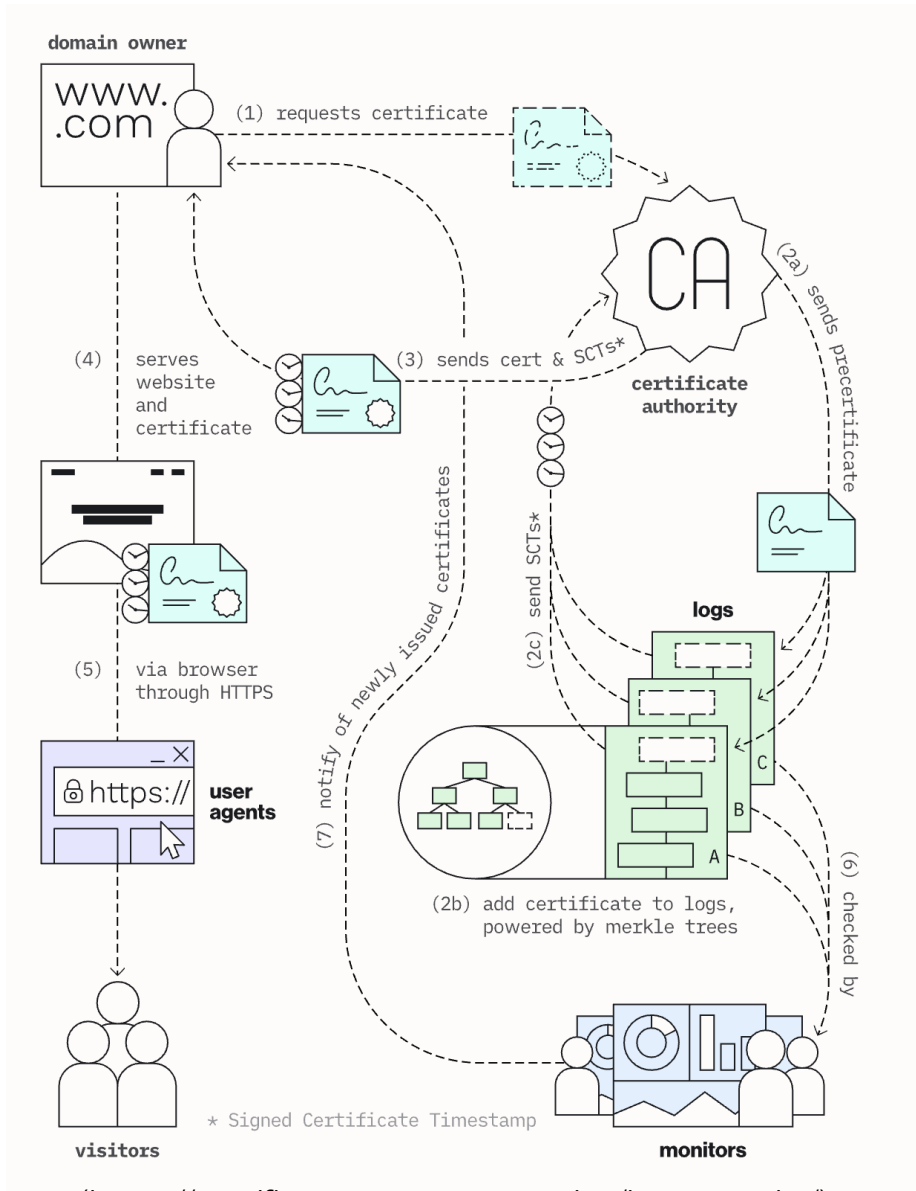 domain owner
www.
.com
(1) requests certificate
CA
(2a) sends precertificate
(3) sends cert & SCTs*
certificate
authority
(4) serves
website
and
certificate
(2c) send SCTs*
logs
(5) via browser
through HTTPS
(7) notify of newly issued certificates
https://
user
agents
C
B
A
(2b) add certificate to logs,
powered by merkle trees
(6) checked by
* Signed Certificate Timestamp
visitors
monitors